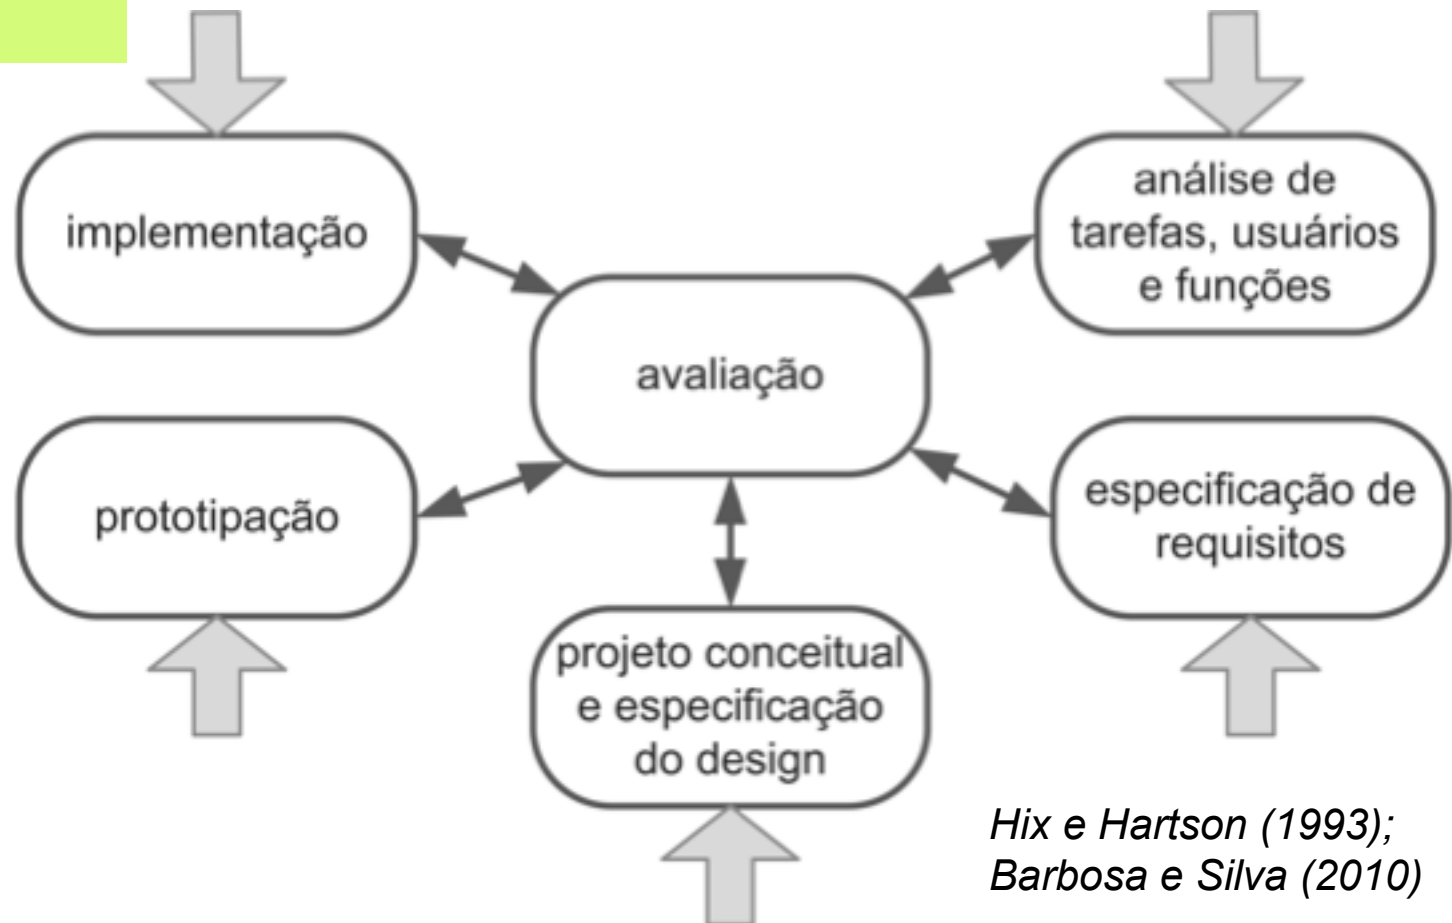 implementação
análise de
tarefas, usuários
e funções
avaliação
prototipação
especificação de
requisitos
projeto conceitual
e especificação
do design
Hix e Hartson (1993);
Barbosa e Silva (2010)